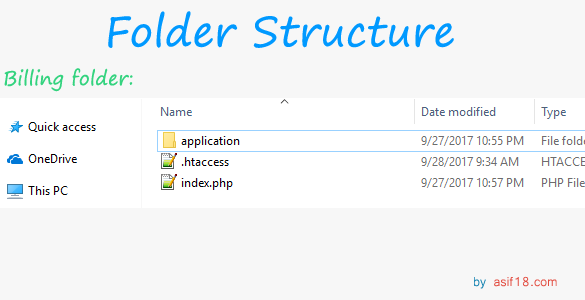 Folder Structure
Billing folder:
Name Date modified Type
Quick access
OneDrive
This PC
application 9/27/2017 10:55 PM File folde
.htaccess 9/28/2017 9:34 AM HTACCE
index.php 9/27/2017 10:57 PM PHP File
by asif18.com